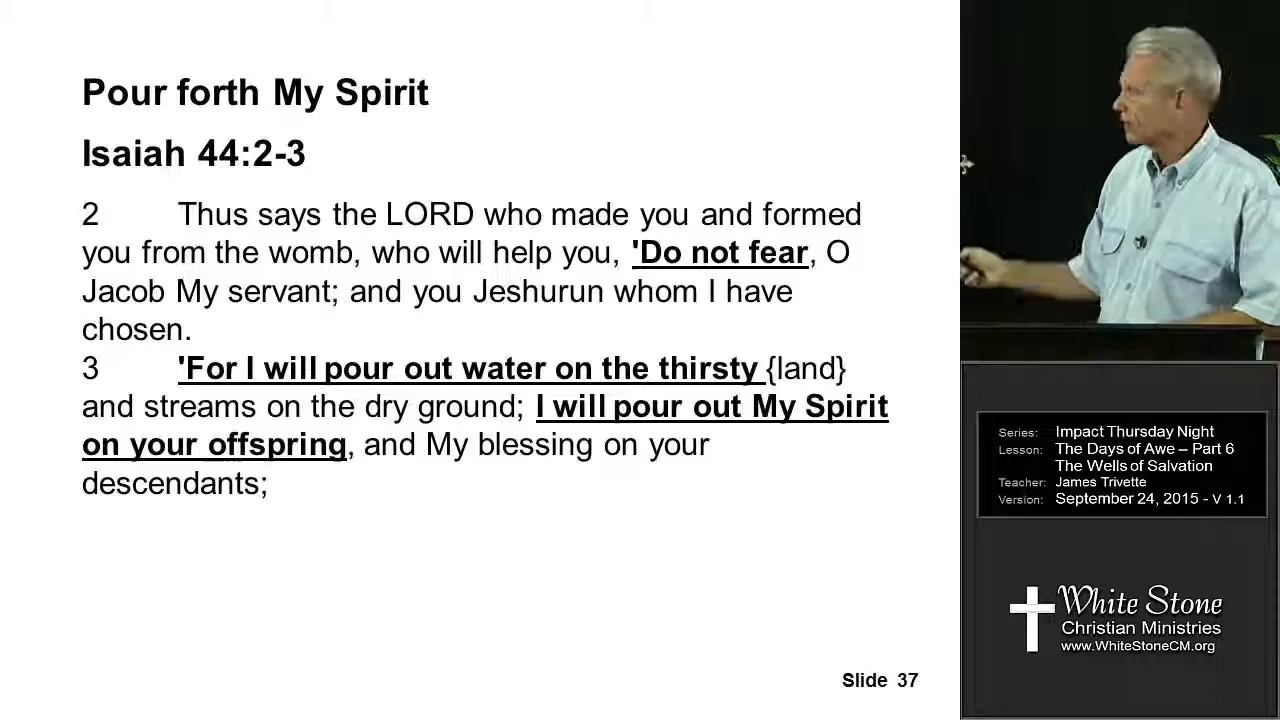 Pour forth My Spirit
Isaiah 44:2-3
2 Thus says the LORD who made you and formed
you from the womb, who will help you, 'Do not fear, O
Jacob My servant; and you Jeshurun whom I have
chosen.
3 'For I will pour out water on the thirsty {land}
and streams on the dry ground; I will pour out My Spirit
on your offspring, and My blessing on your
descendants;
Slide 37
Series: Impact Thursday Night
Lesson: The Days of Awe – Part 6
The Wells of Salvation
Teacher: James Trivette
Version: September 24, 2015 - V 1.1
White Stone
Christian Ministries
www.WhiteStoneCM.org